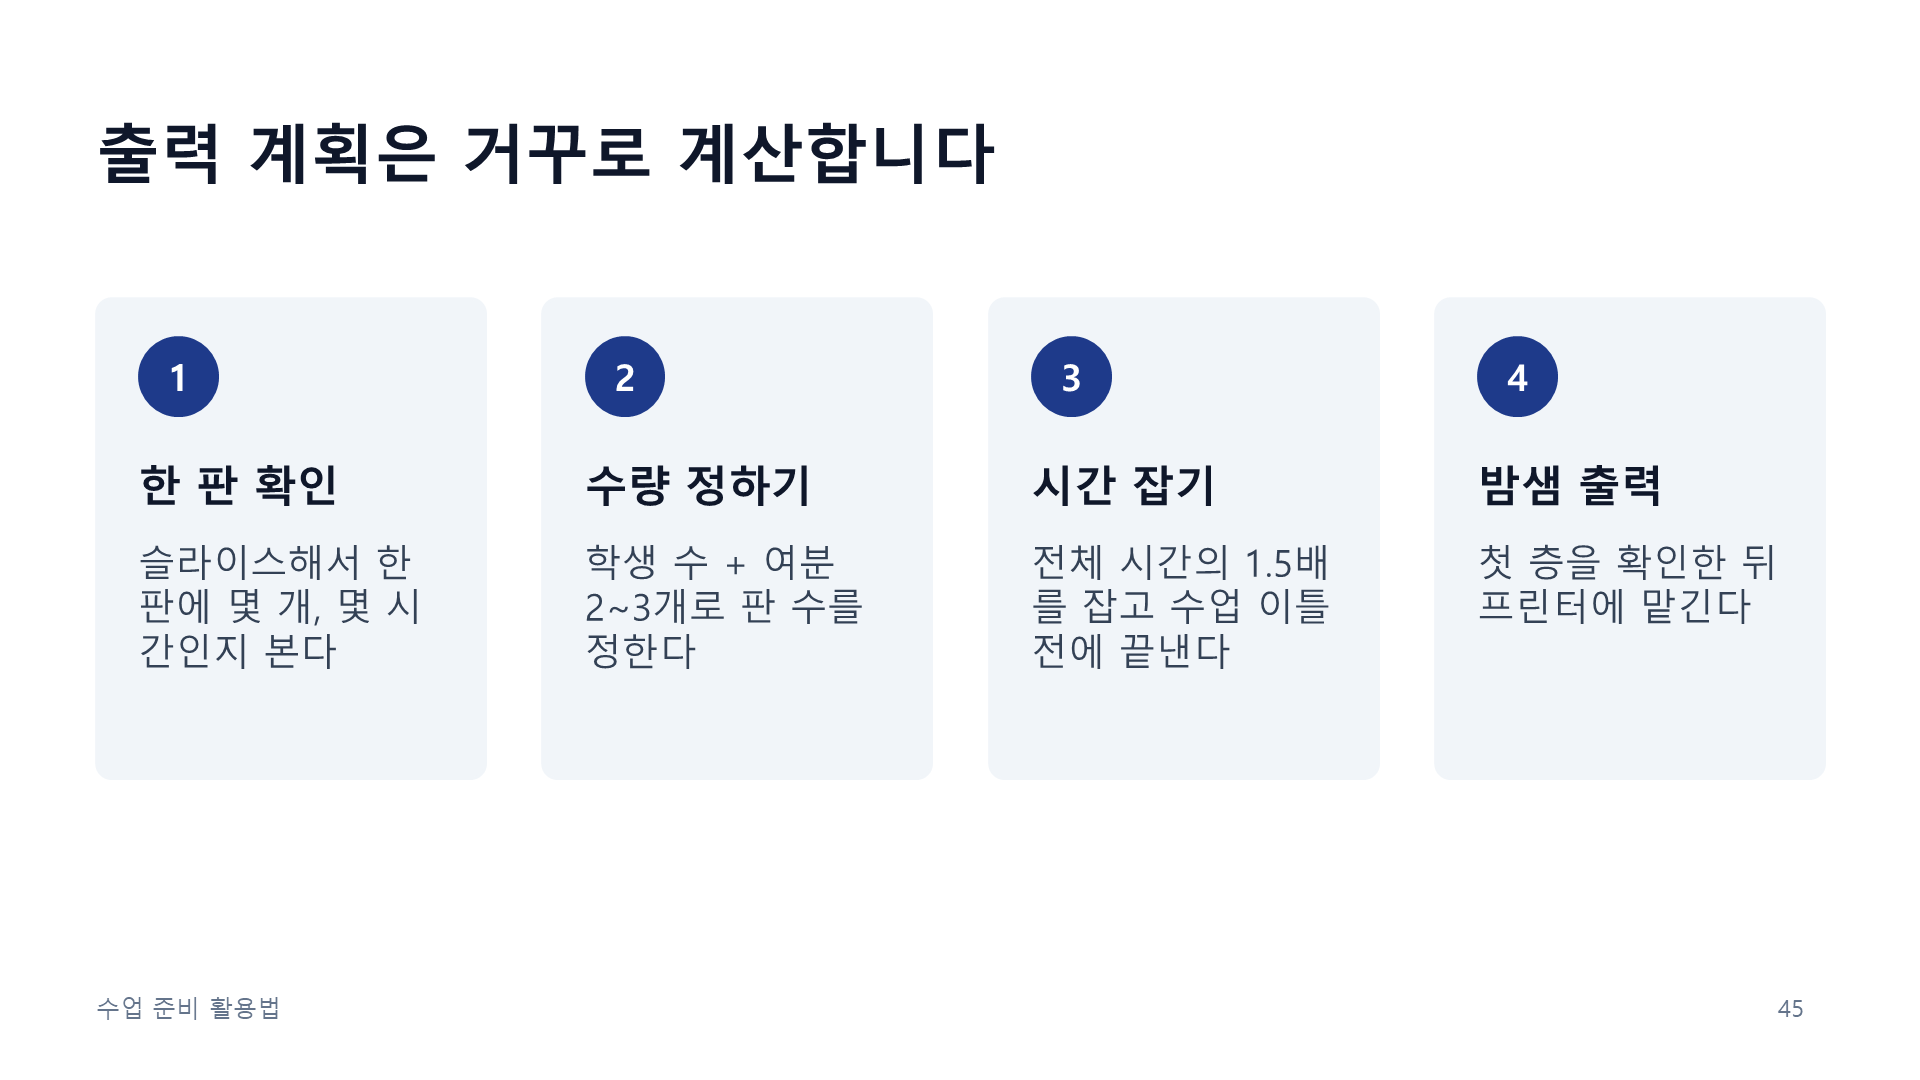 출력 계획은 거꾸로 계산합니다
1
한 판 확인
슬라이스해서 한
판에 몇 개, 몇 시
간인지 본다
2
수량 정하기
학생 수 + 여분
2~3개로 판 수를
정한다
3
시간 잡기
전체 시간의 1.5배
를 잡고 수업 이틀
전에 끝낸다
4
밤샘 출력
첫 층을 확인한 뒤
프린터에 맡긴다
수업 준비 활용법
45